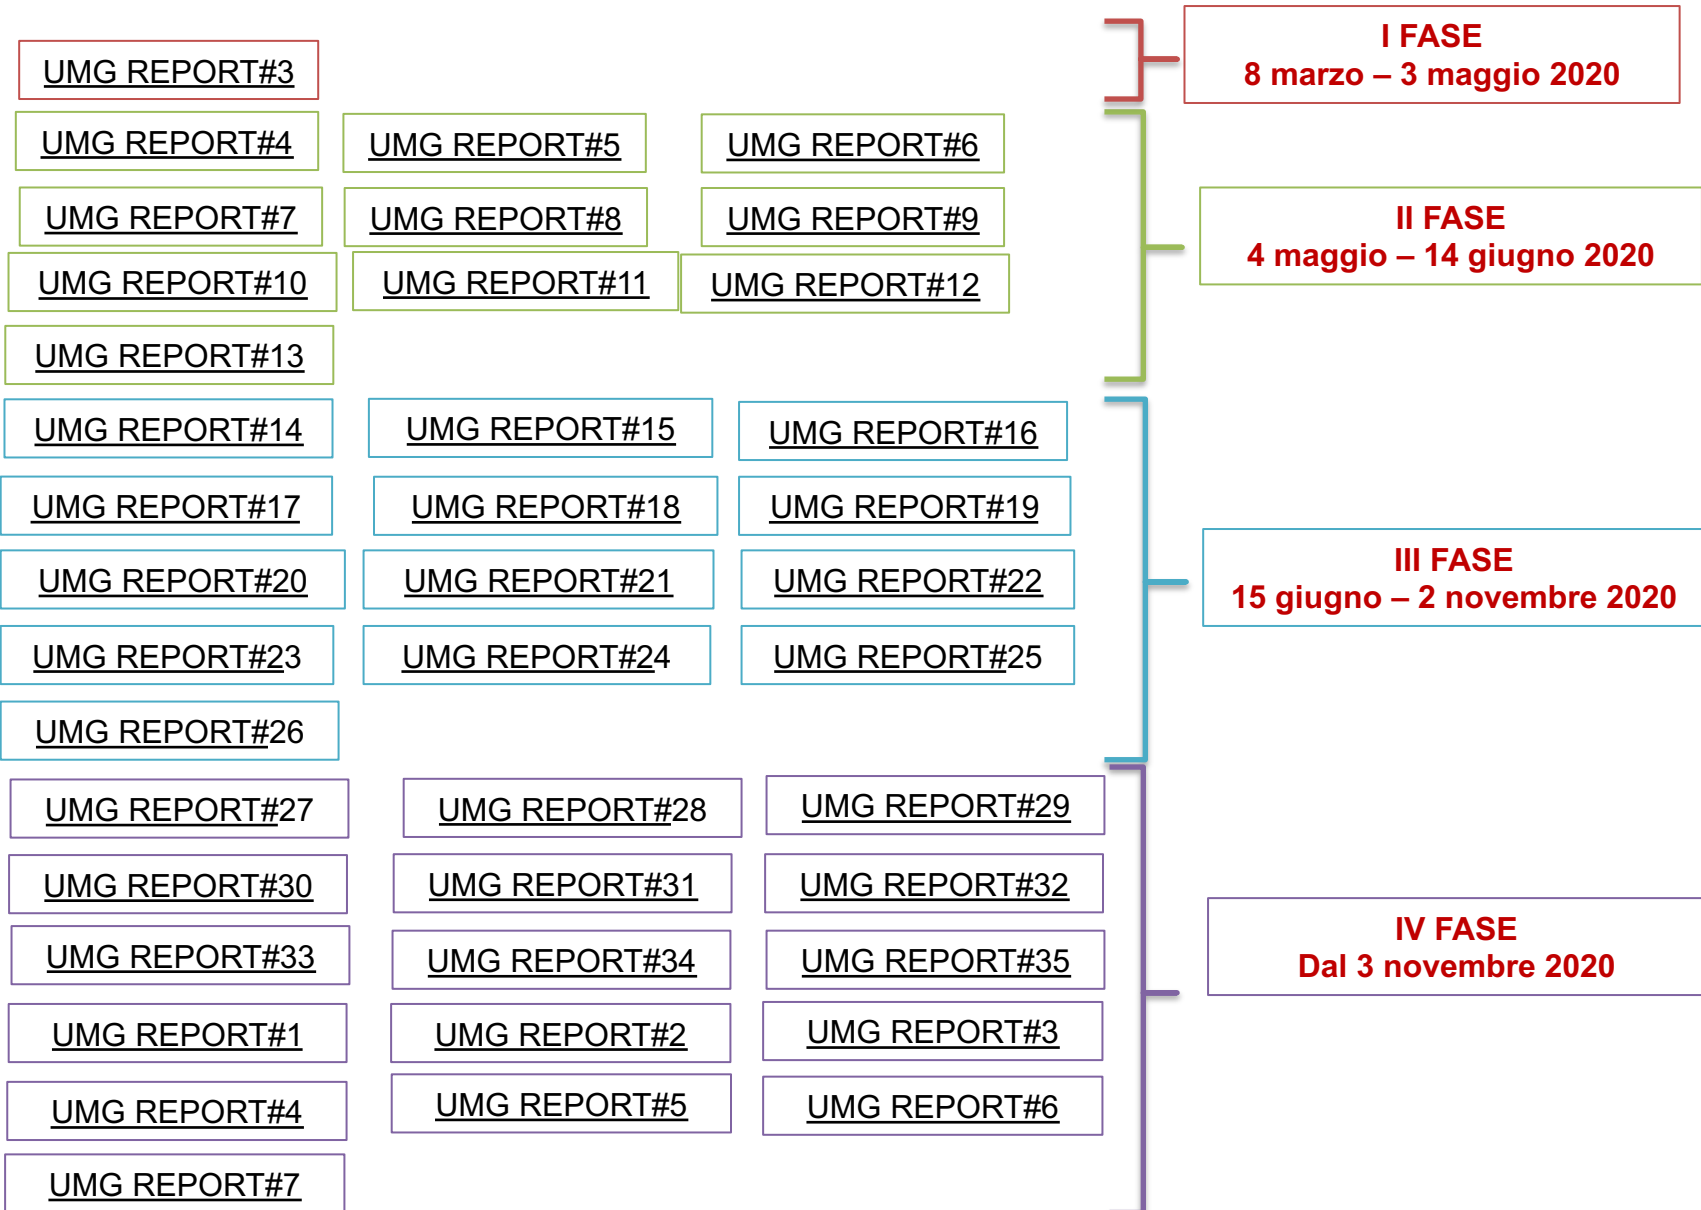 I FASE
8 marzo – 3 maggio 2020
UMG REPORT#3
UMG REPORT#4
UMG REPORT#5
UMG REPORT#6
UMG REPORT#7
UMG REPORT#8
UMG REPORT#9
II FASE
4 maggio – 14 giugno 2020
UMG REPORT#10
UMG REPORT#11
UMG REPORT#12
UMG REPORT#13
UMG REPORT#14
UMG REPORT#15
UMG REPORT#16
UMG REPORT#17
UMG REPORT#18
UMG REPORT#19
UMG REPORT#20
UMG REPORT#21
UMG REPORT#22
III FASE
15 giugno – 2 novembre 2020
UMG REPORT#23
UMG REPORT#24
UMG REPORT#25
UMG REPORT#26
UMG REPORT#27
UMG REPORT#28
UMG REPORT#29
UMG REPORT#30
UMG REPORT#31
UMG REPORT#32
UMG REPORT#33
UMG REPORT#34
UMG REPORT#35
IV FASE
Dal 3 novembre 2020
UMG REPORT#1
UMG REPORT#2
UMG REPORT#3
UMG REPORT#4
UMG REPORT#5
UMG REPORT#6
UMG REPORT#7